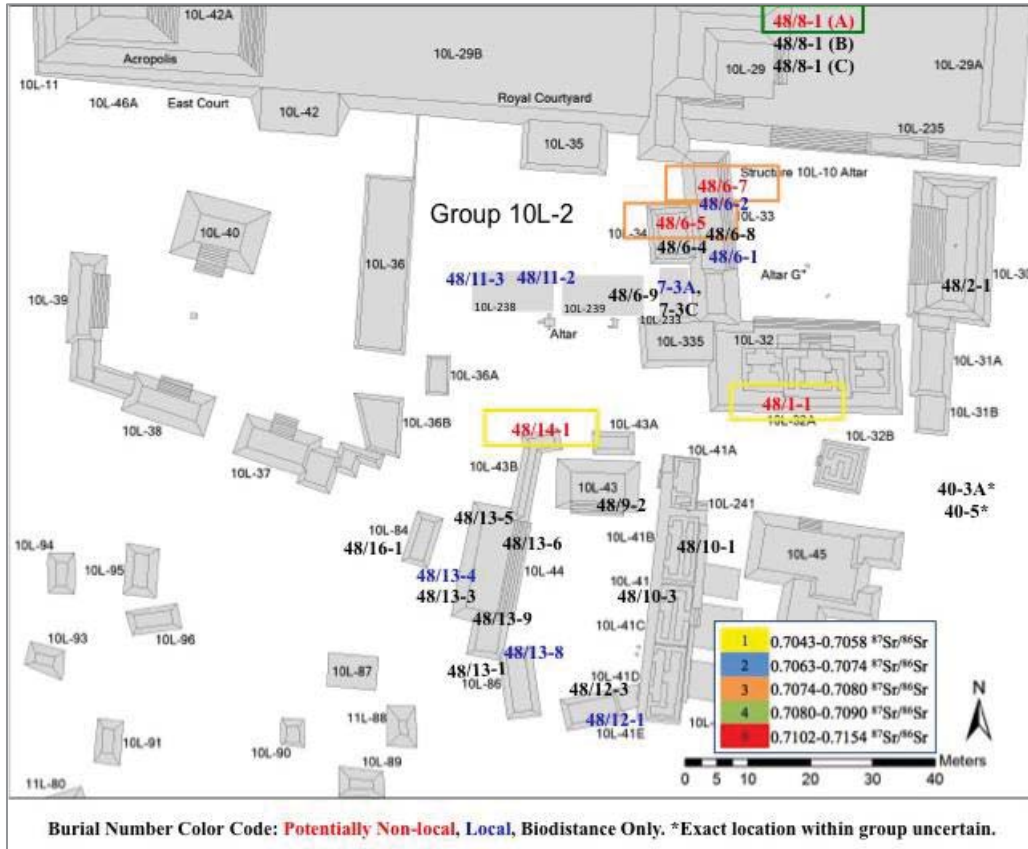 10L-42A
48/8-1 (A)
48/8-1 (B)
48/8-1 (C)
10L-29B
10L-29
10L-29A
Acropolis
10L-11
10L-46A
East Court
10L-42
Royal Courtyard
10L-35
10L-235
Structure 10L-10 Altar
48/6-7
48/6-2
10L-33
Group 10L-2
48/6-5
10L-34
48/6-8
48/6-4
48/6-1
10L-40
10L-36
10L-39
48/11-3
48/11-2
7-3A,
7-3C
48/6-9
Altar G*
48/2-1
10L-30
10L-238
10L-239
10L-233
Altar
10L-335
10L-32
10L-31A
10L-36A
48/1-1
10L-32A
10L-31B
10L-38
10L-36B
48/14-1
10L-43A
10L-32B
10L-37
10L-43B
10L-41A
10L-43
40-3A*
40-5*
48/9-2
10L-241
48/13-5
10L-84
48/16-1
48/13-6
10L-41B
48/10-1
10L-45
10L-94
10L-95
48/13-4
10L-44
48/13-3
10L-41
48/10-3
48/13-9
10L-41C
10L-93
10L-96
48/13-8
10L-87
48/13-1
10L-86
10L-41D
48/12-3
48/12-1
10L-41E
11L-88
10L-91
10L-90
10L-89
11L-80
1 0.7043-0.7058 ⁸⁷Sr/⁸⁶Sr
2 0.7063-0.7074 ⁸⁷Sr/⁸⁶Sr
3 0.7074-0.7080 ⁸⁷Sr/⁸⁶Sr
4 0.7080-0.7090 ⁸⁷Sr/⁸⁶Sr
0.7102-0.7154 ⁸⁷Sr/⁸⁶Sr
N
Meters
0 5 10 20 30 40
Burial Number Color Code: Potentially Non-local, Local, Biodistance Only. *Exact location within group uncertain.